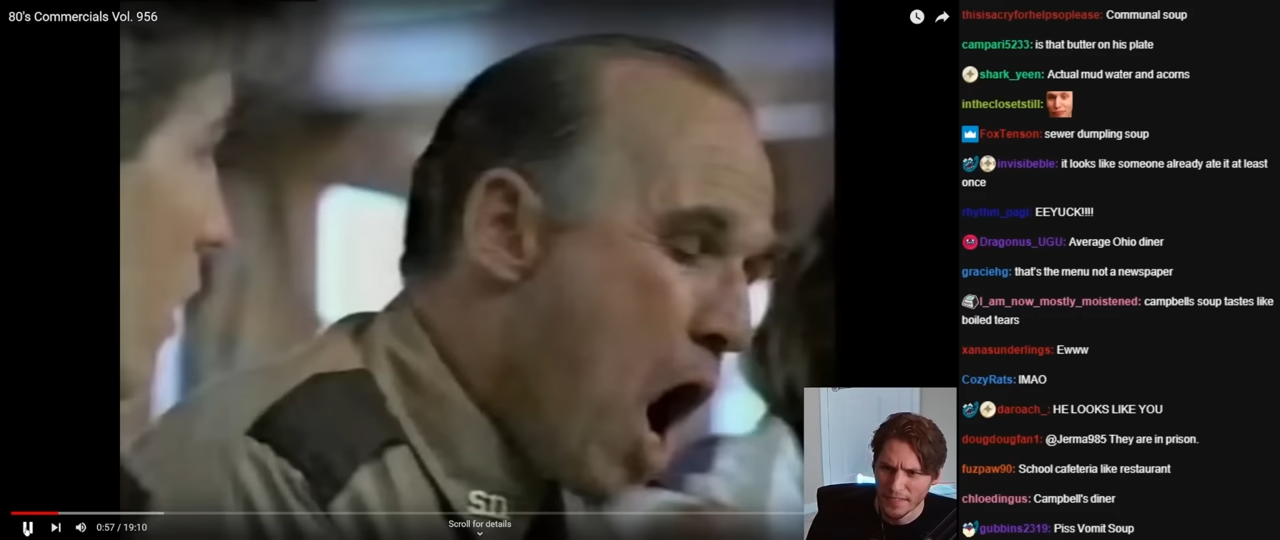 80's Commercials Vol. 956
thisisacryforhelpsoplease: Communal soup
campari5233: is that butter on his plate
shark_yeen: Actual mud water and acorns
intheclosetstill:
FoxTenson: sewer dumpling soup
invisibeble: it looks like someone already ate it at least
once
rhythm_pagi: EEYUCK!!!!
Dragonus_UGU: Average Ohio diner
graciehg: that's the menu not a newspaper
I_am_now_mostly_moistened: campbells soup tastes like
boiled tears
xanasunderlings: Ewww
CozyRats: lMAO
daroach_: HE LOOKS LIKE YOU
dougdougfan1: @Jerma985 They are in prison.
fuzpaw90: School cafeteria like restaurant
chloedingus: Campbell's diner
gubbins2319: Piss Vomit Soup
0:57 / 19:10
Scroll for details